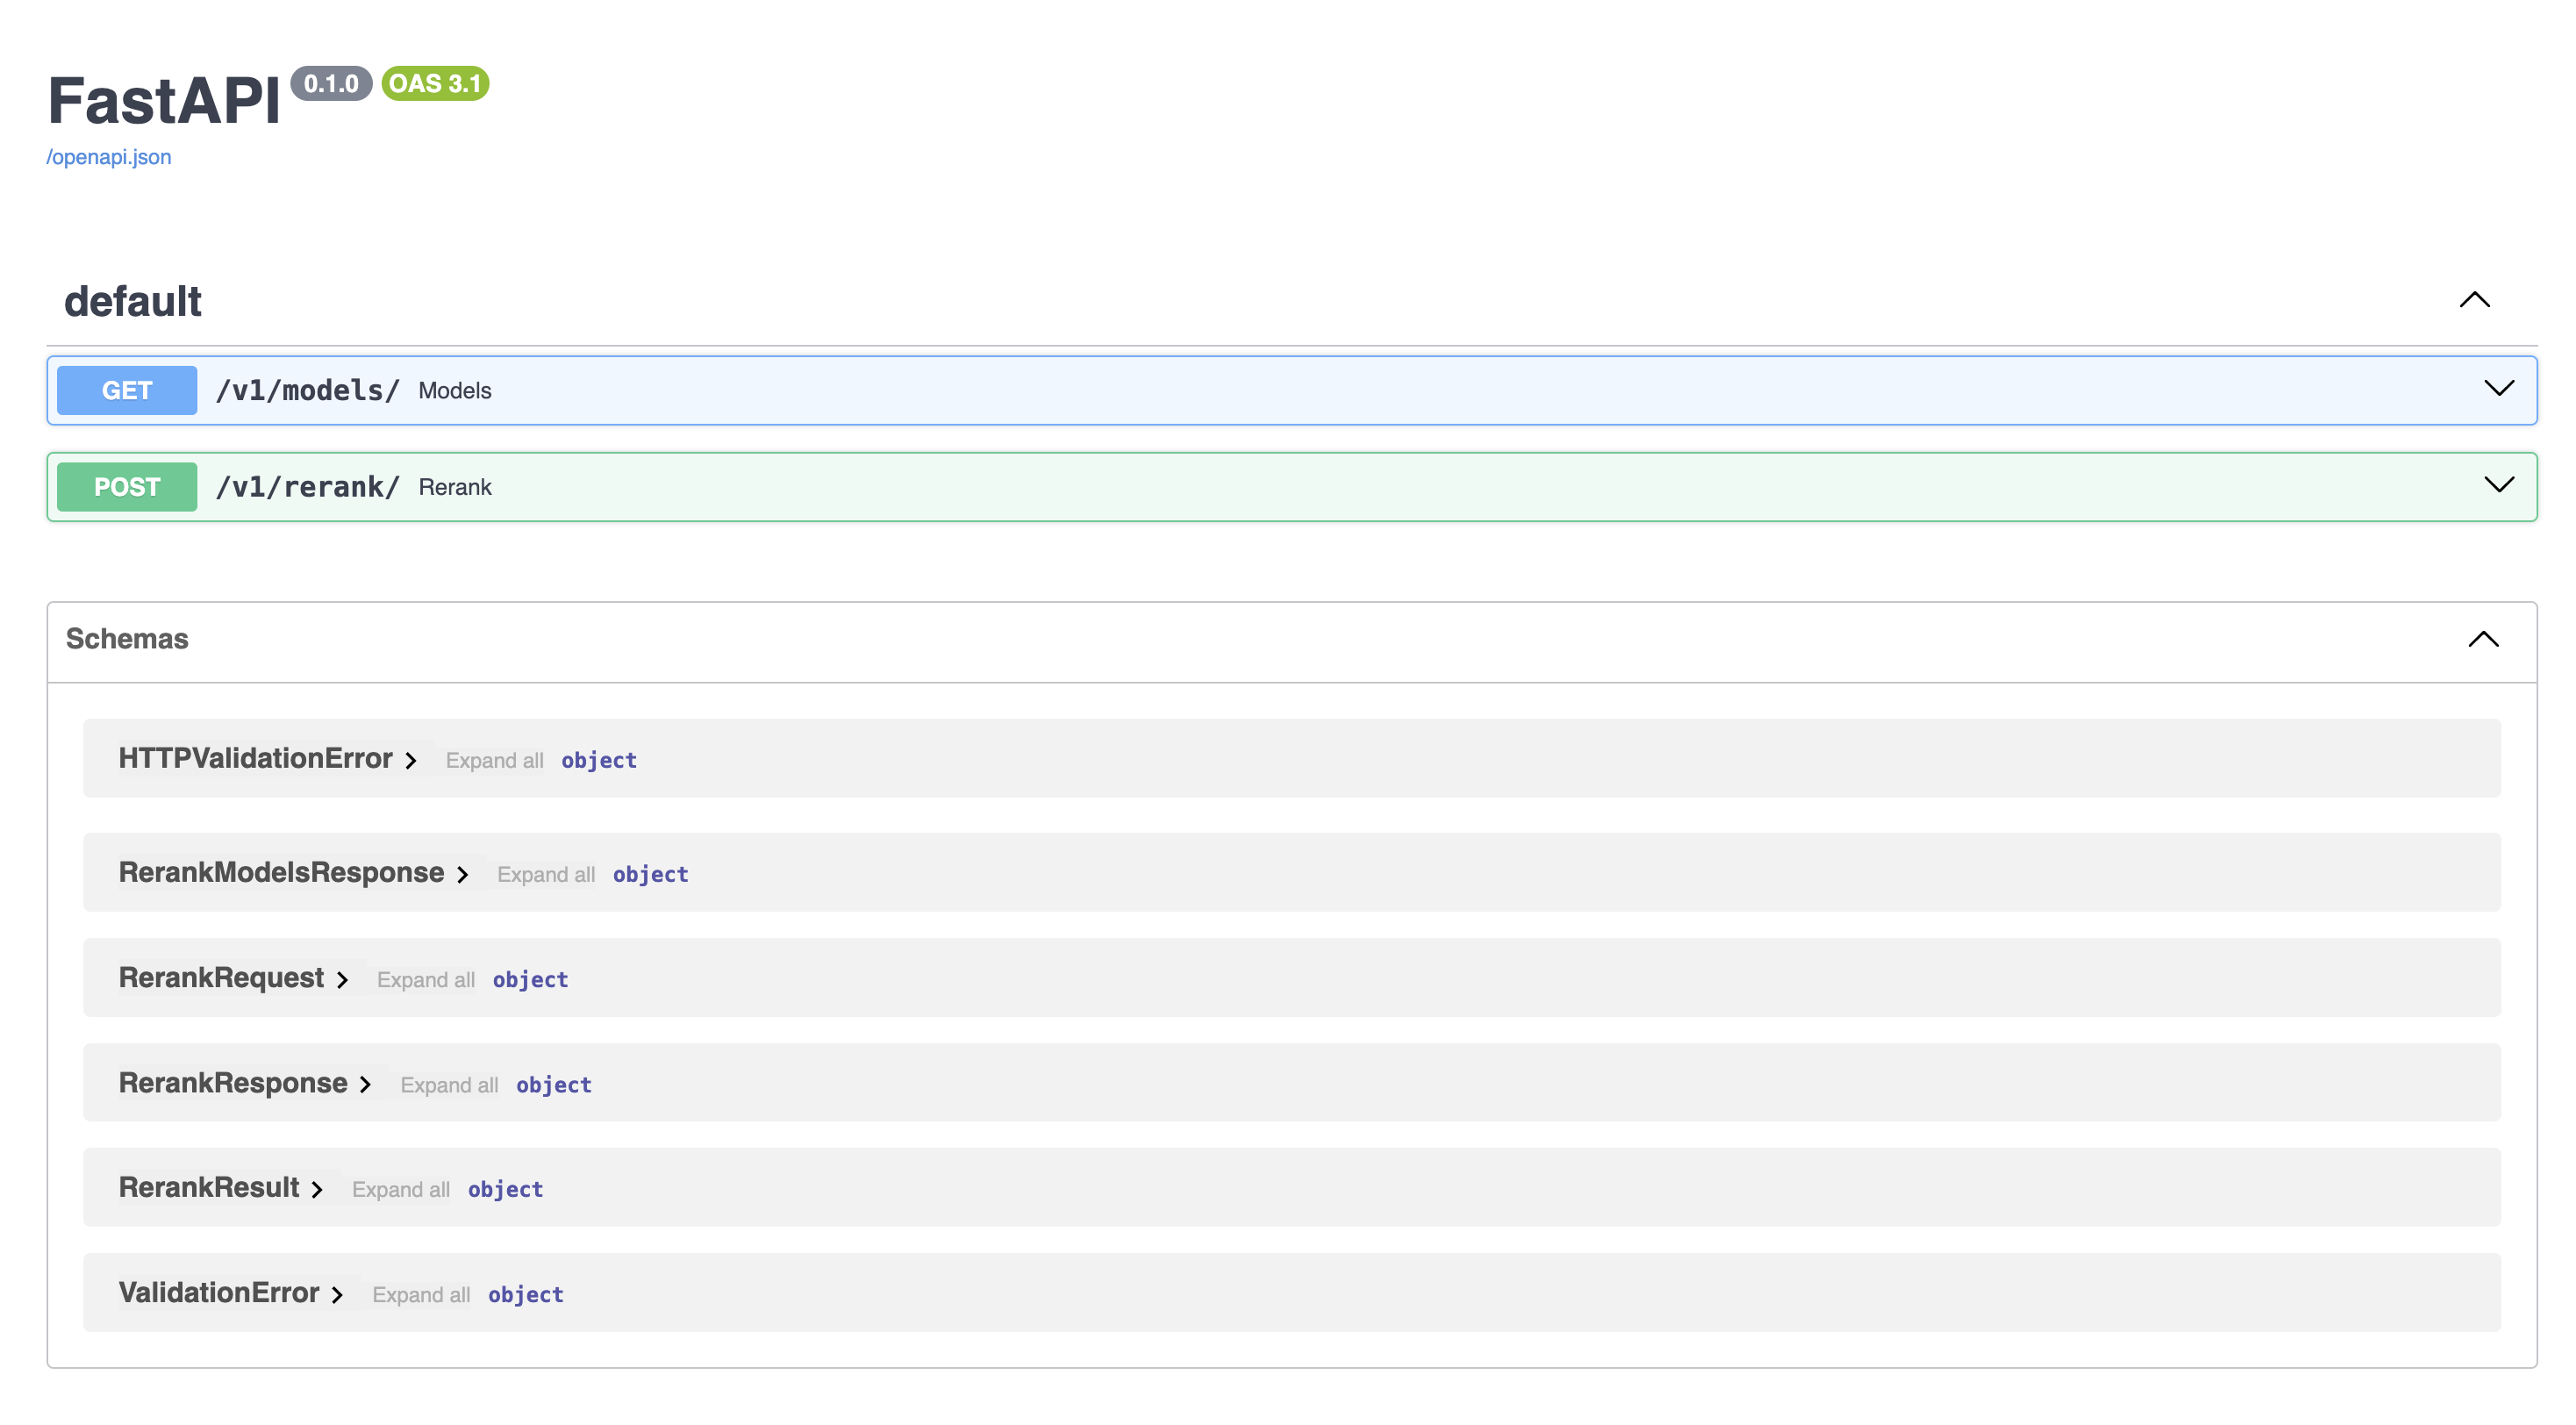 FastAPI 0.1.0 OAS 3.1
/openapi.json
default
GET /v1/models/ Models
POST /v1/rerank/ Rerank
Schemas
HTTPValidationError Expand all object
RerankModelsResponse Expand all object
RerankRequest Expand all object
RerankResponse Expand all object
RerankResult Expand all object
ValidationError Expand all object